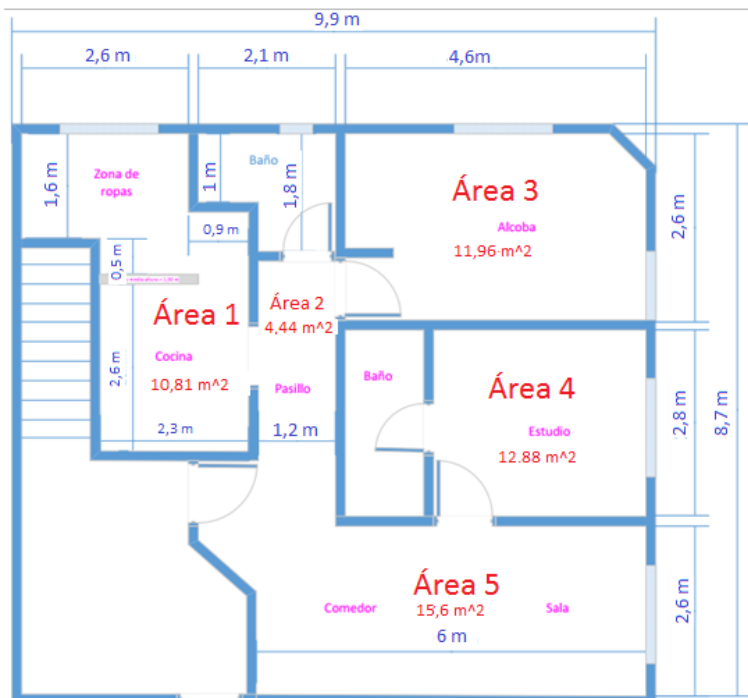 9,9 m
2,6 m
2,1 m
4,6m
1,6 m
Zona de
ropas
1 m
Baño
1,8 m
Área 3
Alcoba
11,96 m^2
2,6 m
0,9 m
0,5 m
Área 1
Área 2
4,44 m^2
Cocina
10,81 m^2
2,6 m
Pasillo
2,3 m
1,2 m
Baño
Área 4
Estudio
12.88 m^2
2,8 m
8,7 m
Área 5
Comedor
15,6 m^2
Sala
6 m
2,6 m